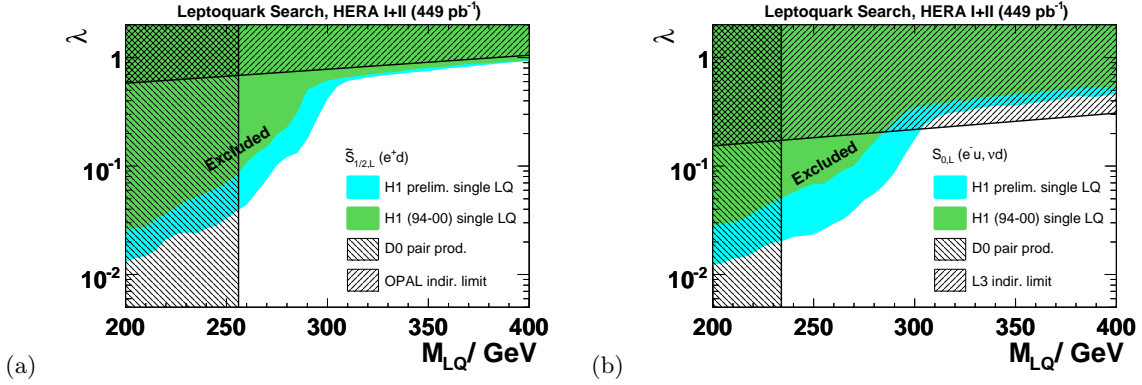 Leptoquark Search, HERA I+II (449 pb⁻¹)
λ
1
10⁻¹
10⁻²
Excluded
S̃1/2,L (e⁺d)
H1 prelim. single LQ
H1 (94-00) single LQ
D0 pair prod.
OPAL indir. limit
200 250 300 350 400
M_LQ/ GeV
(a)
Leptoquark Search, HERA I+II (449 pb⁻¹)
λ
1
10⁻¹
10⁻²
Excluded
S0,L (e⁻u, νd)
H1 prelim. single LQ
H1 (94-00) single LQ
D0 pair prod.
L3 indir. limit
200 250 300 350 400
M_LQ/ GeV
(b)